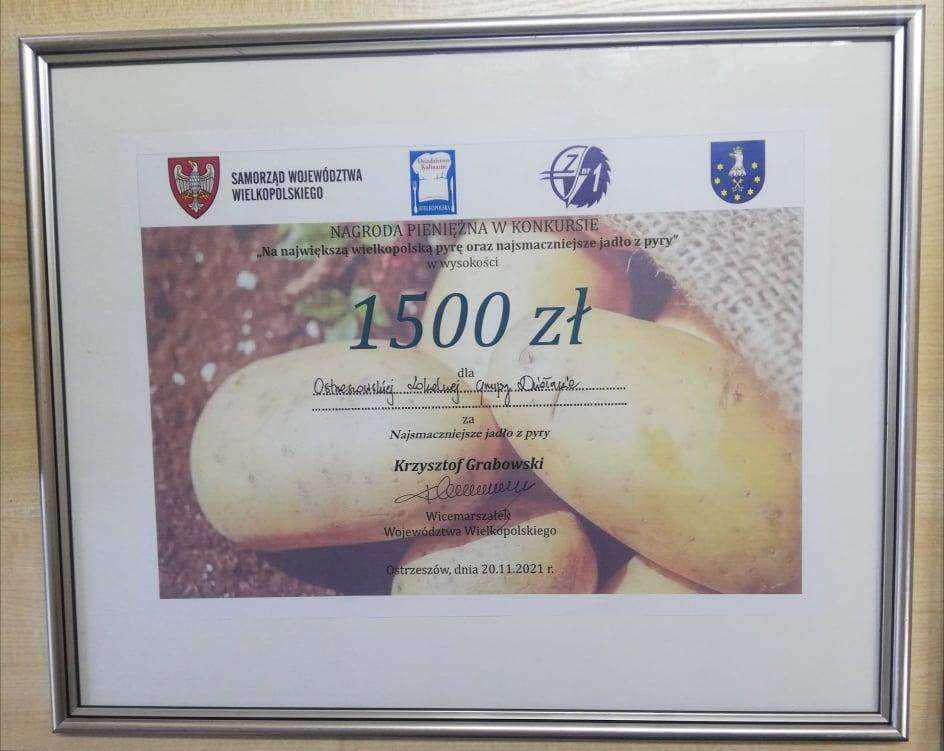 SAMORZĄD WOJEWÓDZTWA
WIELKOPOLSKIEGO
Dziedzictwo
Kulinarne
WIELKOPOLSKA
Z nr 1
NAGRODA PIENIĘŻNA W KONKURSIE
„Na największą wielkopolską pyrę oraz najsmaczniejsze jadło z pyry”
w wysokości
1500 zł
dla
Ostrzeszowskiej Lokalnej Grupy Działania
za
Najsmaczniejsze jadło z pyry
Krzysztof Grabowski
Wicemarszałek
Województwa Wielkopolskiego
Ostrzeszów, dnia 20.11.2021 r.